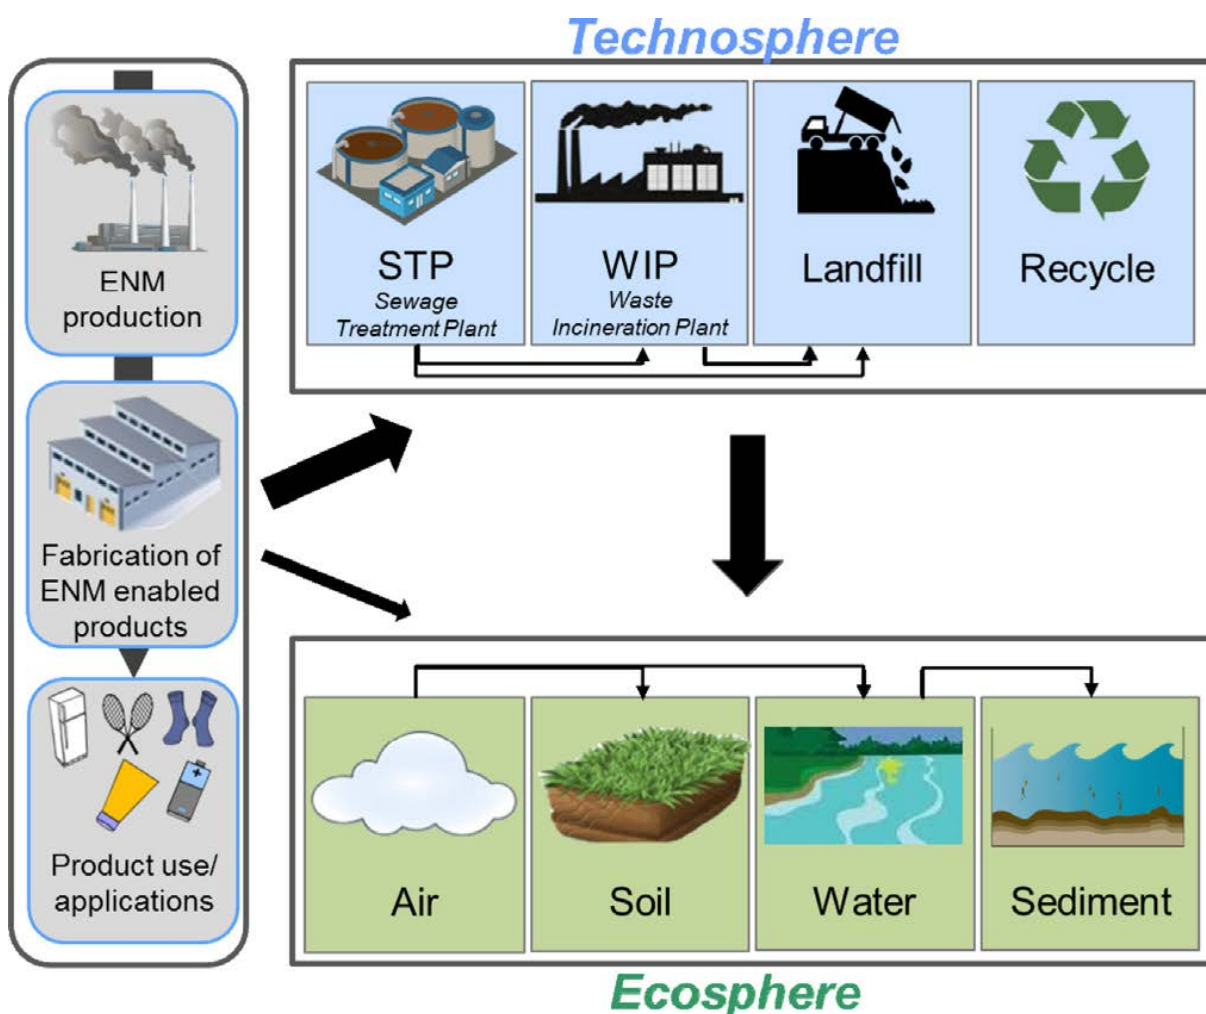 Technosphere
ENM
production
Fabrication of
ENM enabled
products
Product use/
applications
STP
Sewage
Treatment Plant
WIP
Waste
Incineration Plant
Landfill
Recycle
+
-
Air
Soil
Water
Sediment
Ecosphere